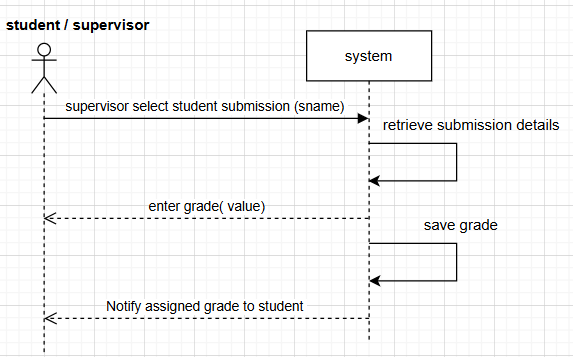 student / supervisor
system
supervisor select student submission (sname)
retrieve submission details
enter grade( value)
save grade
Notify assigned grade to student